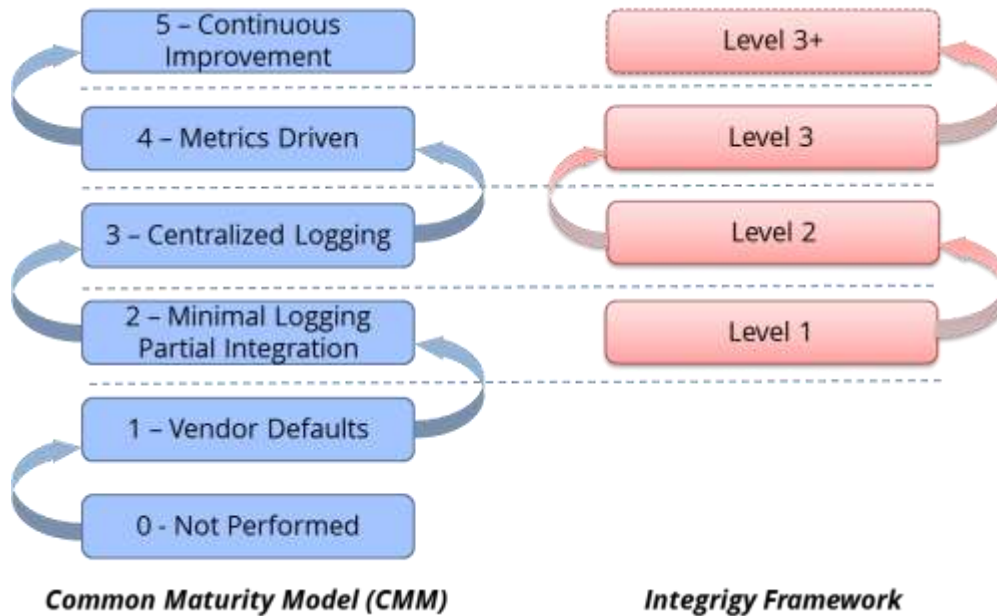 5 – Continuous
Improvement
Level 3+
4 – Metrics Driven
Level 3
3 – Centralized Logging
Level 2
2 – Minimal Logging
Partial Integration
Level 1
1 – Vendor Defaults
0 - Not Performed
Common Maturity Model (CMM)
Integrigy Framework